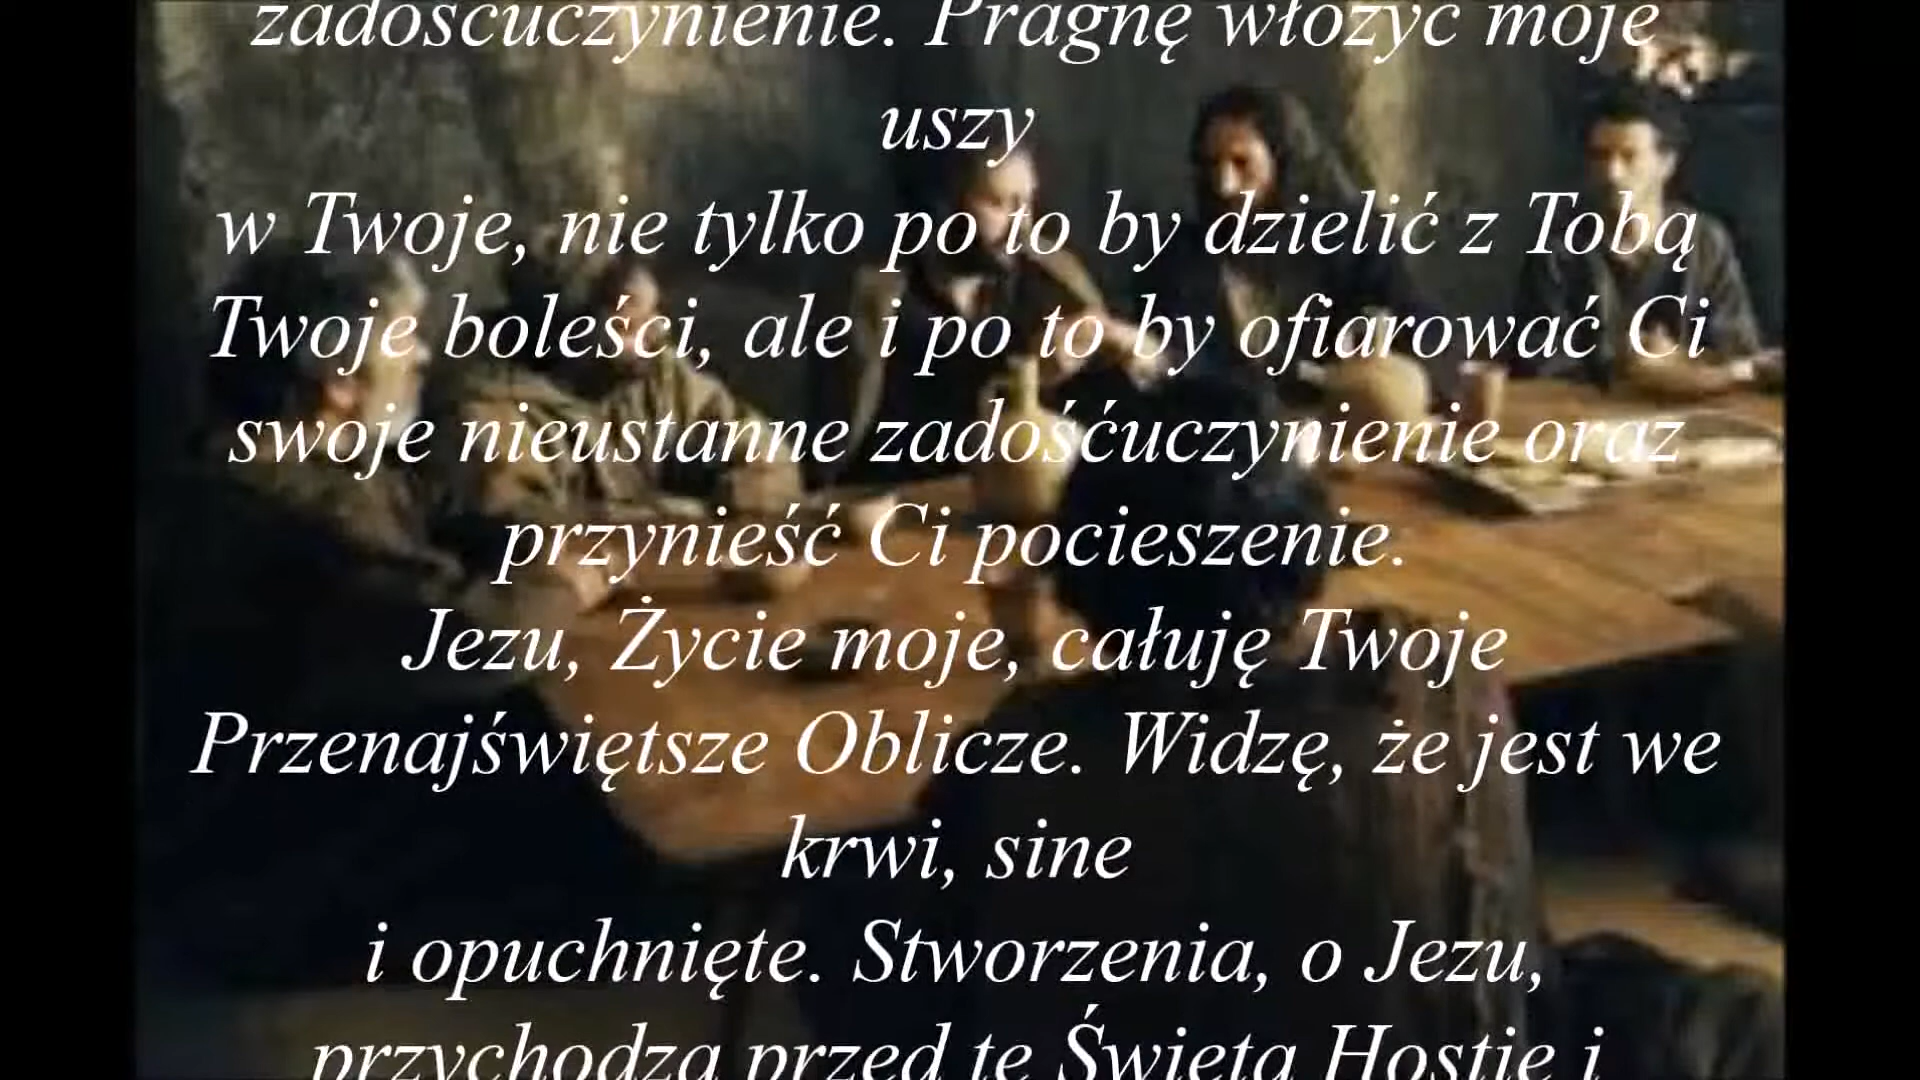 zadośćuczynienie. Pragnę włożyć moje
uszy
w Twoje, nie tylko po to by dzielić z Tobą
Twoje boleści, ale i po to by ofiarować Ci
swoje nieustanne zadośćuczynienie oraz
przynieść Ci pocieszenie.
Jezu, Życie moje, całuję Twoje
Przenajświętsze Oblicze. Widzę, że jest we
krwi, sine
i opuchnięte. Stworzenia, o Jezu,
przychodzą przed tę Świętą Hostię i